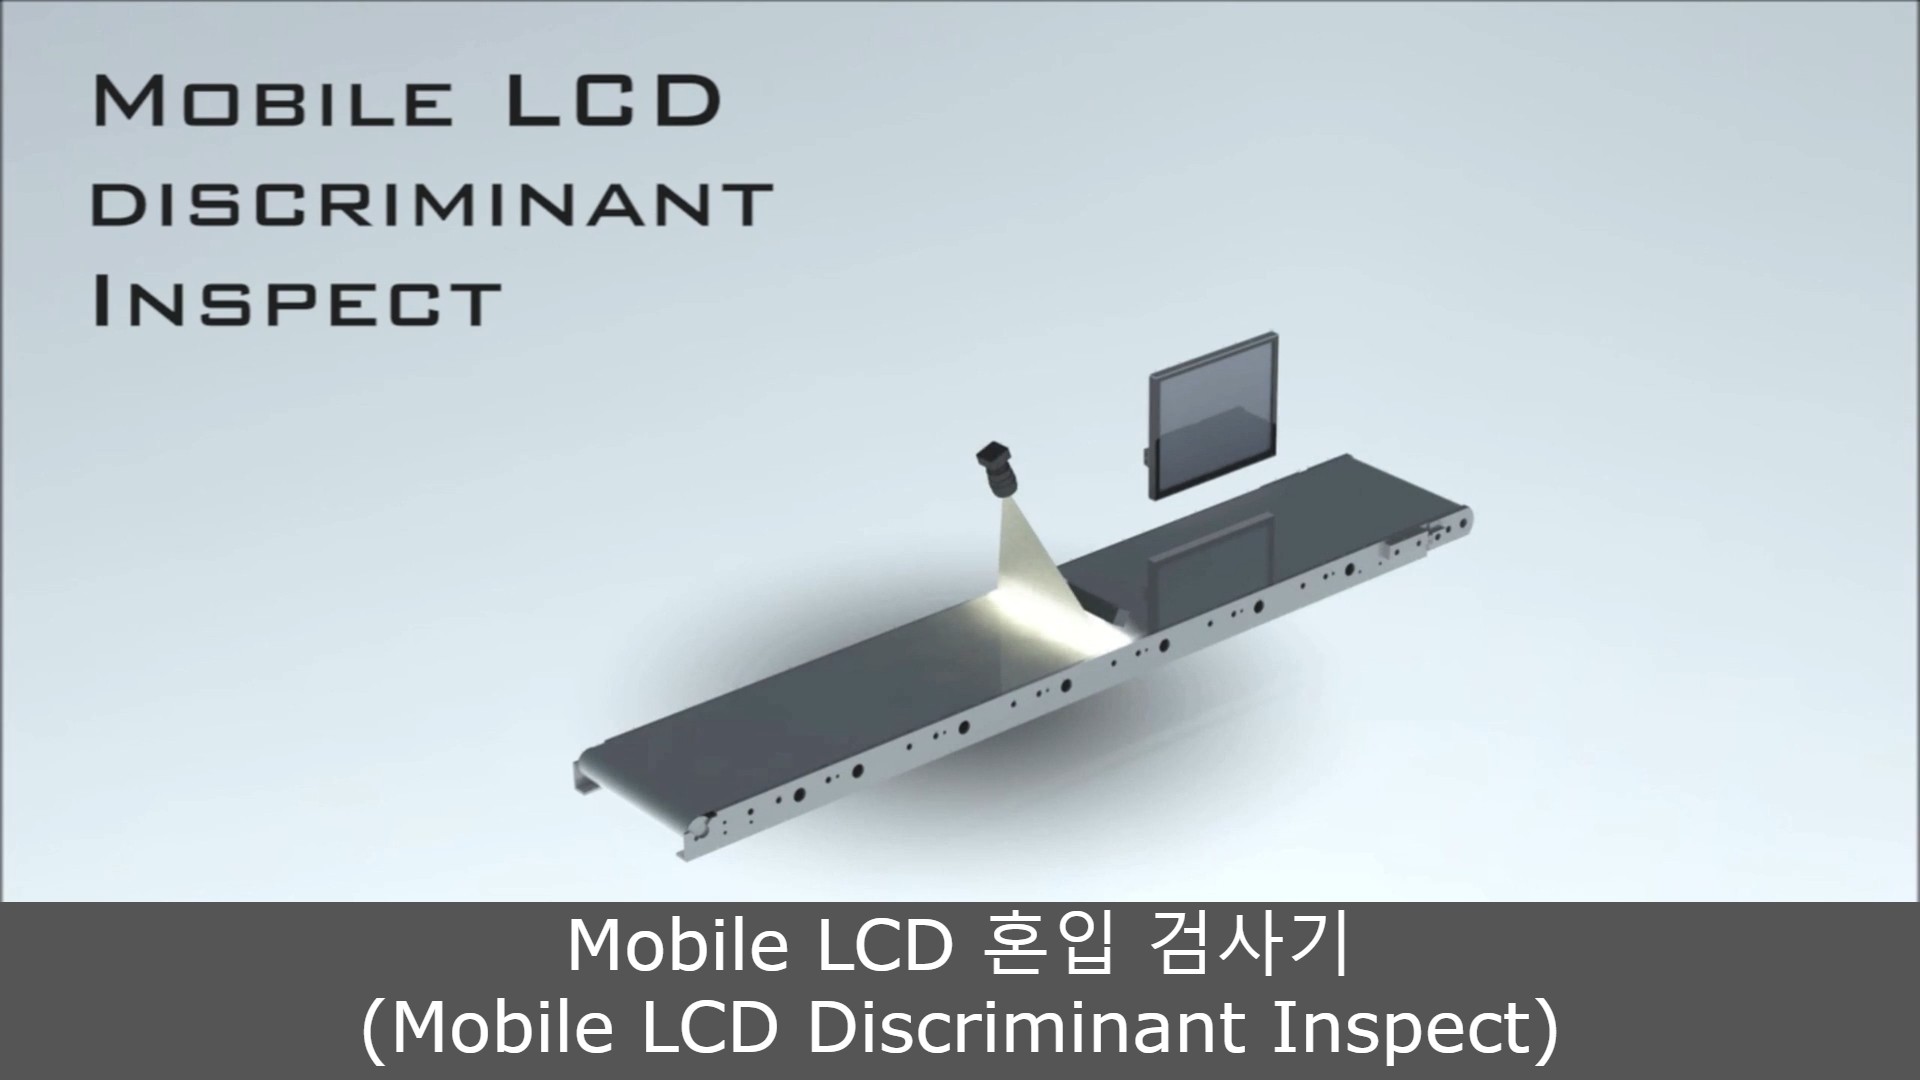 MOBILE LCD
DISCRIMINANT
INSPECT
Mobile LCD 혼입 검사기
(Mobile LCD Discriminant Inspect)